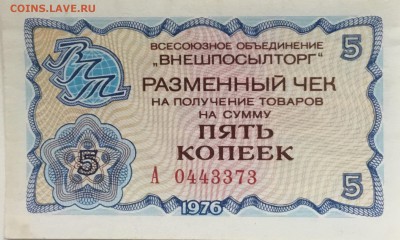 COINS.LAVE.RU
ВПТ
ВСЕСОЮЗНОЕ ОБЪЕДИНЕНИЕ
„ВНЕШПОСЫЛТОРГ"
РАЗМЕННЫЙ ЧЕК
НА ПОЛУЧЕНИЕ ТОВАРОВ
НА СУММУ
ПЯТЬ
КОПЕЕК
А 0443373
5
5
5
1976